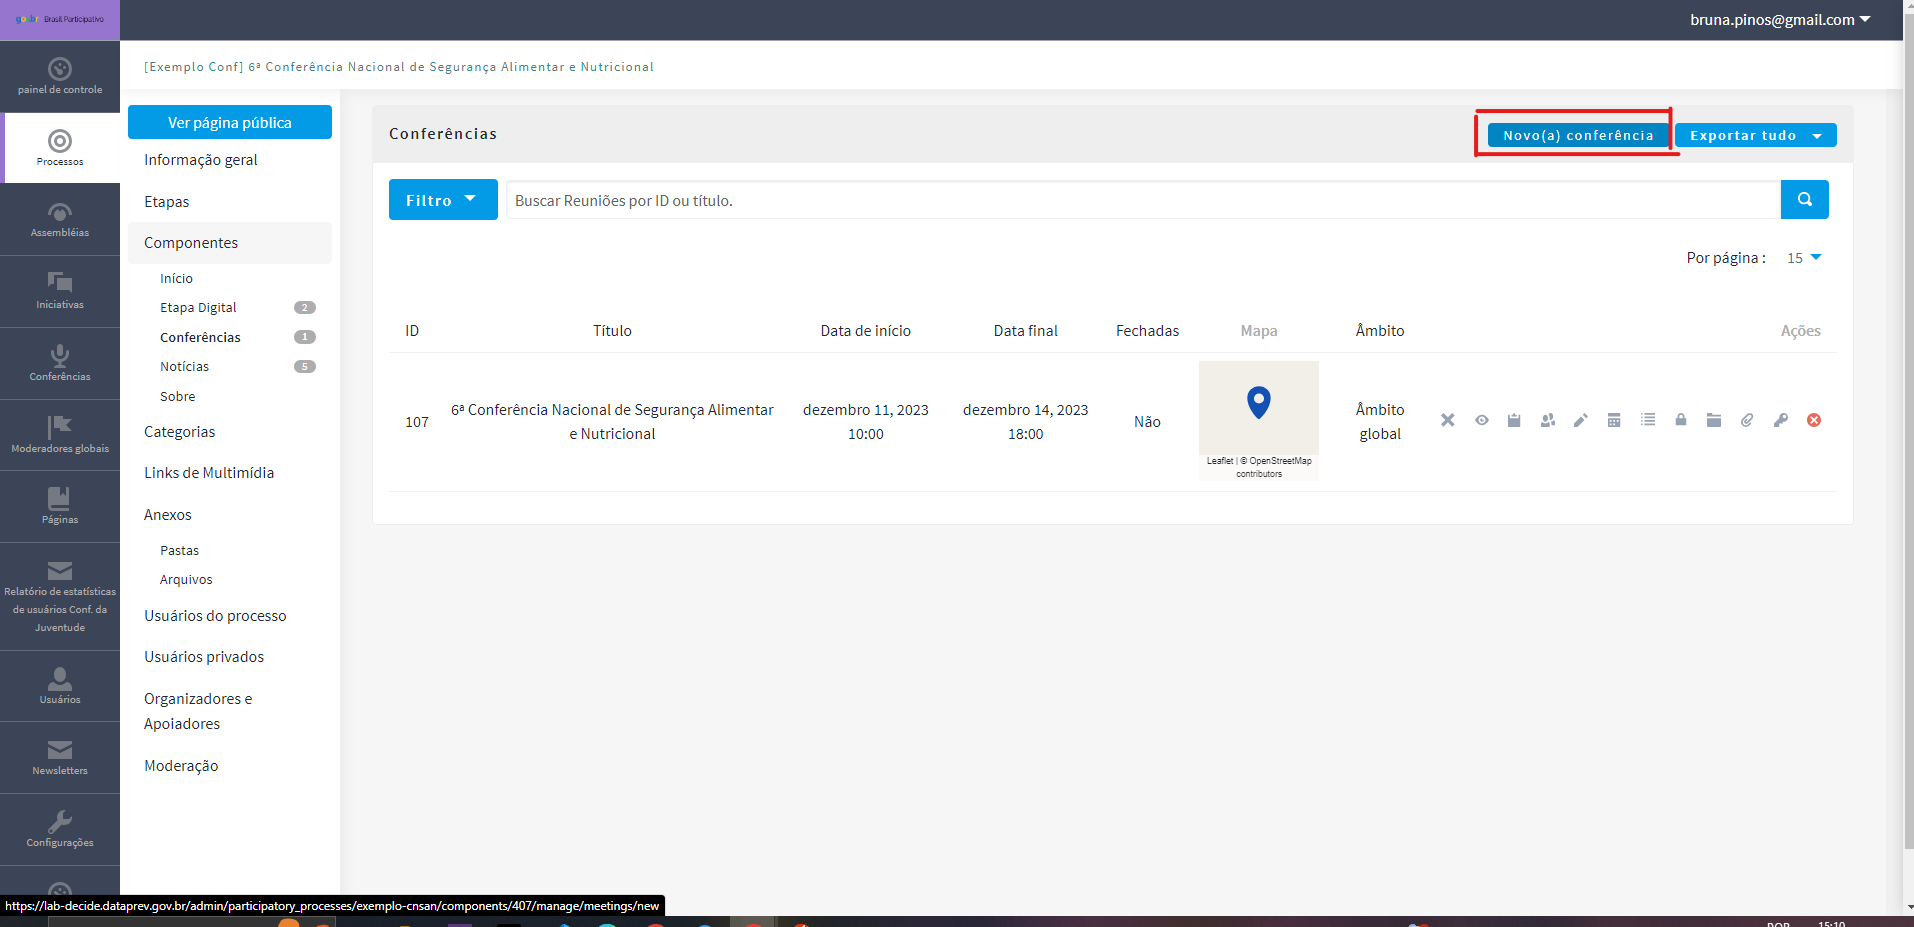 gov.br Brasil Participativo
bruna.pinos@gmail.com
painel de controle
Processos
Assembléias
Iniciativas
Conferências
Moderadores globais
Páginas
Relatório de estatísticas
de usuários Conf. da
Juventude
Usuários
Newsletters
Configurações
[Exemplo Conf] 6ª Conferência Nacional de Segurança Alimentar e Nutricional
Ver página pública
Informação geral
Etapas
Componentes
Início
Etapa Digital 2
Conferências 1
Notícias 5
Sobre
Categorias
Links de Multimídia
Anexos
Pastas
Arquivos
Usuários do processo
Usuários privados
Organizadores e
Apoiadores
Moderação
Conferências
Novo(a) conferência
Exportar tudo
Filtro
Buscar Reuniões por ID ou título.
Por página : 15
ID Título Data de início Data final Fechadas Mapa Âmbito Ações
107
6ª Conferência Nacional de Segurança Alimentar
e Nutricional
dezembro 11, 2023
10:00
dezembro 14, 2023
18:00
Não
Leaflet | © OpenStreetMap
contributors
Âmbito
global
https://lab-decide.dataprev.gov.br/admin/participatory_processes/exemplo-cnsan/components/407/manage/meetings/new
POR
15:10